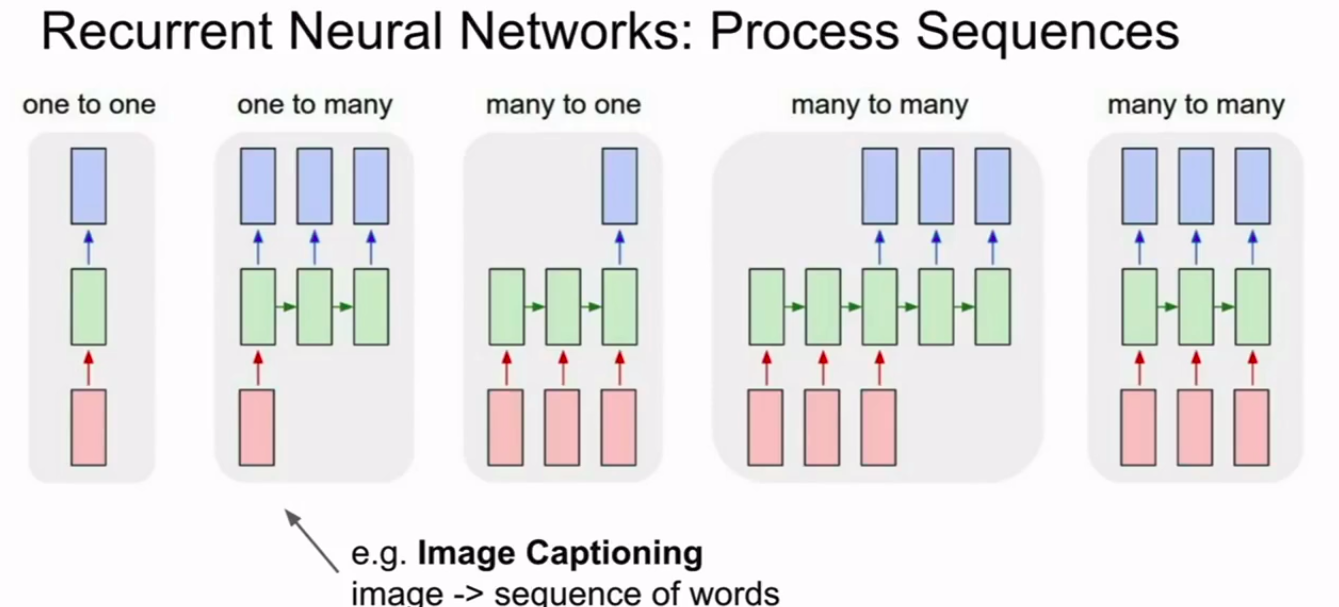 Recurrent Neural Networks: Process Sequences
one to one
one to many
many to one
many to many
many to many
e.g. Image Captioning
image -> sequence of words